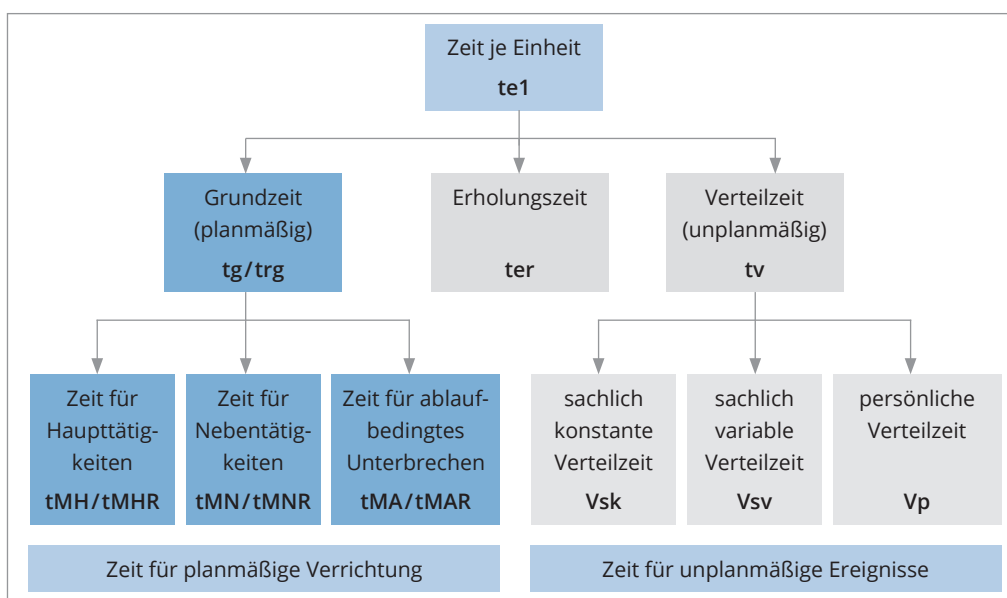 Zeit je Einheit
te1
Grundzeit
(planmäßig)
tg/trg
Erholungszeit
ter
Verteilzeit
(unplanmäßig)
tv
Zeit für
Haupttätig-
keiten
tMH/tMHR
Zeit für
Nebentätig-
keiten
tMN/tMNR
Zeit für ablauf-
bedingtes
Unterbrechen
tMA/tMAR
sachlich
konstante
Verteilzeit
Vsk
sachlich
variable
Verteilzeit
Vsv
persönliche
Verteilzeit
Vp
Zeit für planmäßige Verrichtung
Zeit für unplanmäßige Ereignisse